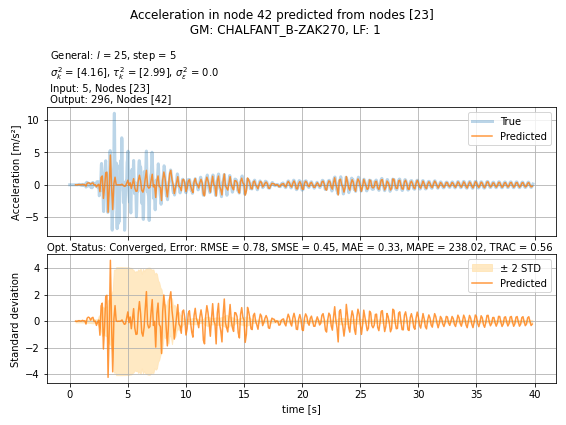 Acceleration in node 42 predicted from nodes [23]
GM: CHALFANT_B-ZAK270, LF: 1
General: l = 25, step = 5
σ²ₖ = [4.16], τ²ₖ = [2.99], σ²ε = 0.0
Input: 5, Nodes [23]
Output: 296, Nodes [42]
True
Predicted
Acceleration [m/s²]
10
5
0
−5
Opt. Status: Converged, Error: RMSE = 0.78, SMSE = 0.45, MAE = 0.33, MAPE = 238.02, TRAC = 0.56
± 2 STD
Predicted
Standard deviation
4
2
0
−2
−4
0 5 10 15 20 25 30 35 40
time [s]